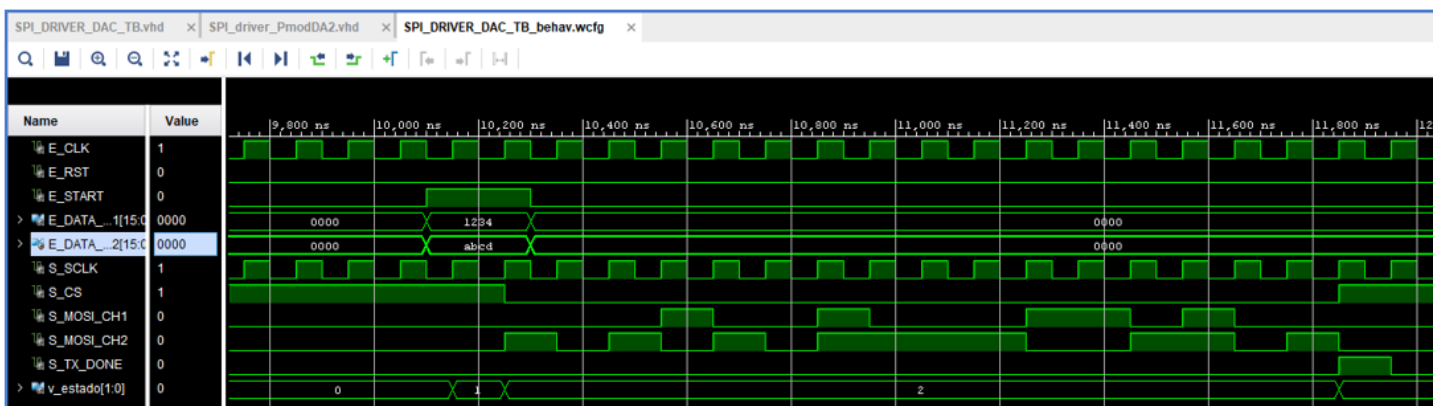 SPI_DRIVER_DAC_TB.vhd × SPI_driver_PmodDA2.vhd × SPI_DRIVER_DAC_TB_behav.wcfg ×
Name Value 9,800 ns 10,000 ns 10,200 ns 10,400 ns 10,600 ns 10,800 ns 11,000 ns 11,200 ns 11,400 ns 11,600 ns 11,800 ns 12
E_CLK 1
E_RST 0
E_START 0
E_DATA_...1[15:0 0000 0000 1234 0000
E_DATA_...2[15:0 0000 0000 abcd 0000
S_SCLK 1
S_CS 1
S_MOSI_CH1 0
S_MOSI_CH2 0
S_TX_DONE 0
v_estado[1:0] 0 0 1 2